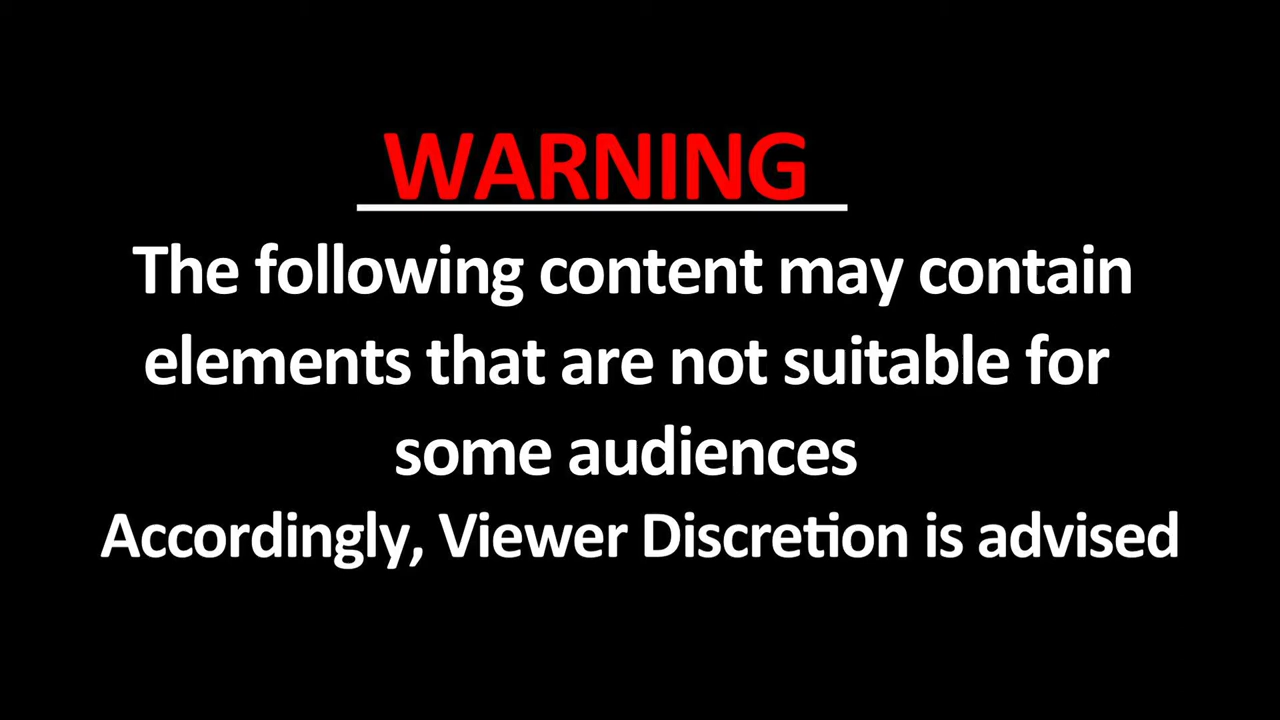 WARNING
The following content may contain
elements that are not suitable for
some audiences
Accordingly, Viewer Discretion is advised